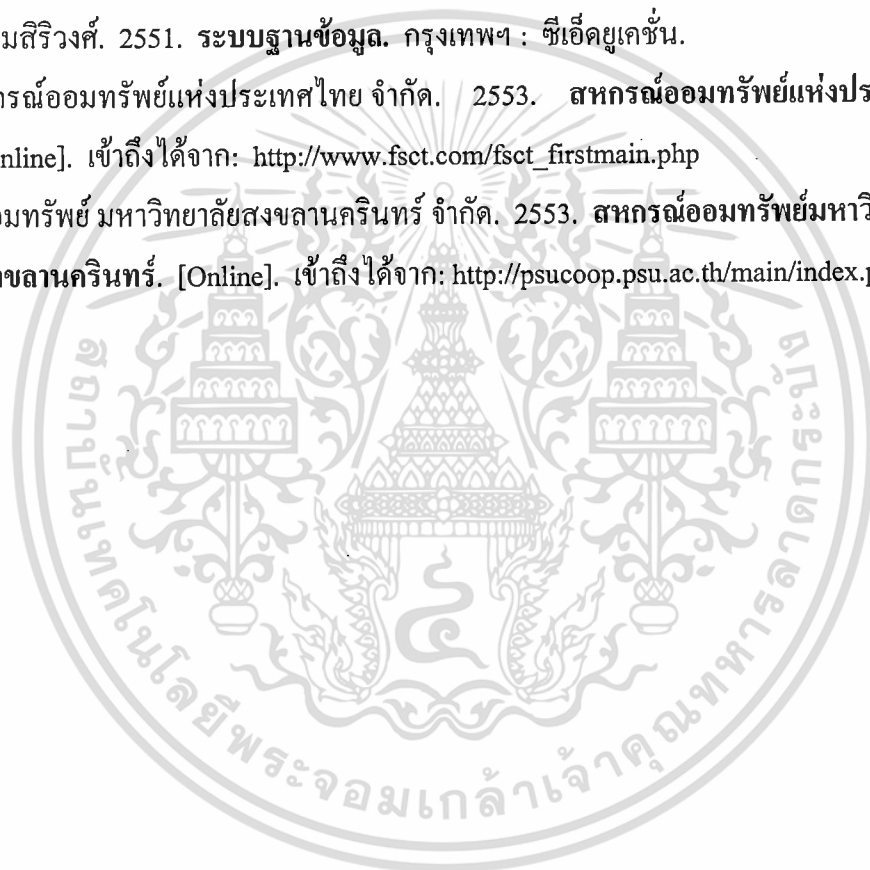 มสิริวงศ์. 2551. ระบบฐานข้อมูล. กรุงเทพฯ : ซีเอ็ดยูเคชั่น.
กรณ์ออมทรัพย์แห่งประเทศไทย จำกัด. 2553. สหกรณ์ออมทรัพย์แห่งประ
nline]. เข้าถึงได้จาก: http://www.fsct.com/fsct_firstmain.php
อมทรัพย์ มหาวิทยาลัยสงขลานครินทร์ จำกัด. 2553. สหกรณ์ออมทรัพย์มหาวิ
ขลานครินทร์. [Online]. เข้าถึงได้จาก: http://psucoop.psu.ac.th/main/index.p
สถาบันเทคโนโลยีพระจอมเกล้าเจ้าคุณทหารลาดกระบัง